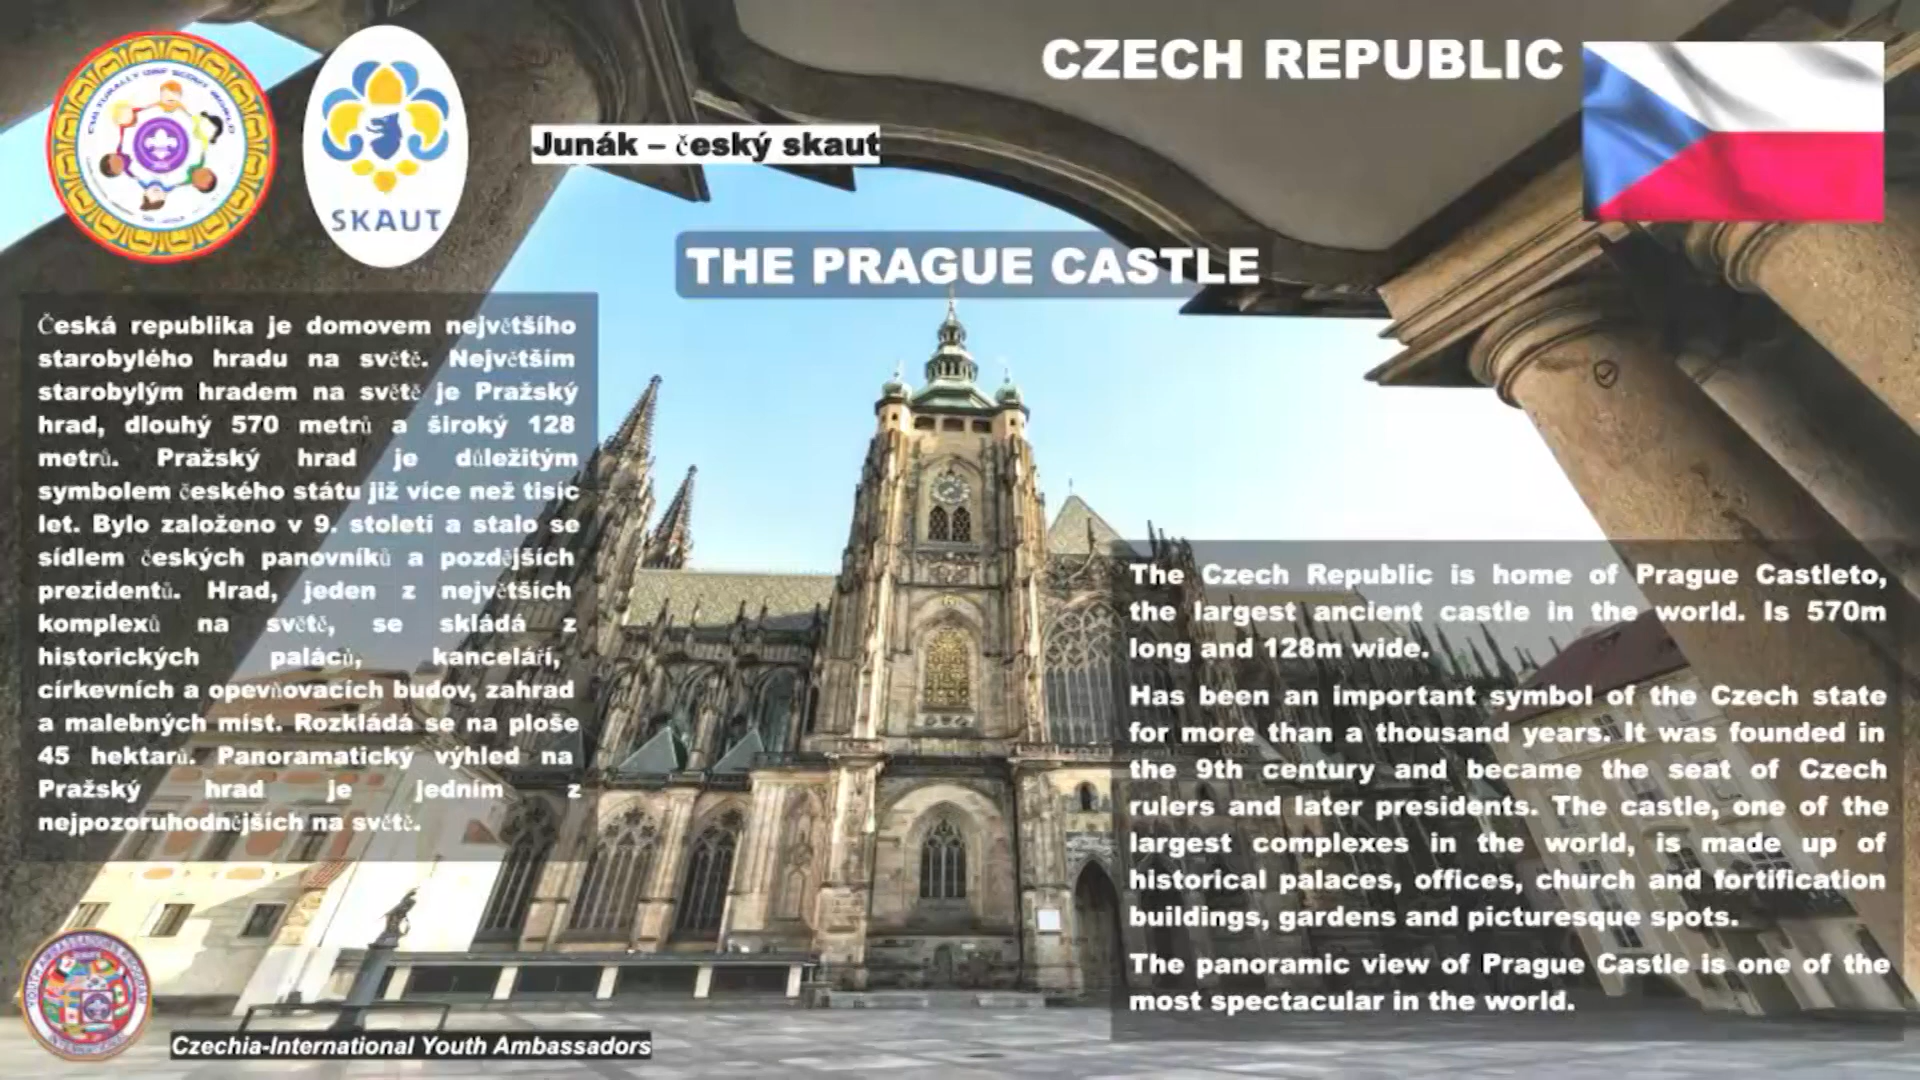 CULTURALLY ONE SCOUT WORLD
SKAUT
Junák – český skaut
CZECH REPUBLIC
THE PRAGUE CASTLE
Česká republika je domovem největšího
starobylého hradu na světě. Největším
starobylým hradem na světě je Pražský
hrad, dlouhý 570 metrů a široký 128
metrů. Pražský hrad je důležitým
symbolem českého státu již více než tisíc
let. Bylo založeno v 9. století a stalo se
sídlem českých panovníků a pozdějších
prezidentů. Hrad, jeden z největších
komplexů na světě, se skládá z
historických paláců, kanceláří,
církevních a opevňovacích budov, zahrad
a malebných míst. Rozkládá se na ploše
45 hektarů. Panoramatický výhled na
Pražský hrad je jedním z
nejpozoruhodnějších na světě.
The Czech Republic is home of Prague Castleto,
the largest ancient castle in the world. Is 570m
long and 128m wide.
Has been an important symbol of the Czech state
for more than a thousand years. It was founded in
the 9th century and became the seat of Czech
rulers and later presidents. The castle, one of the
largest complexes in the world, is made up of
historical palaces, offices, church and fortification
buildings, gardens and picturesque spots.
The panoramic view of Prague Castle is one of the
most spectacular in the world.
YOUTH AMBASSADORS PROGRAM
INTERNATIONAL
Czechia-International Youth Ambassadors